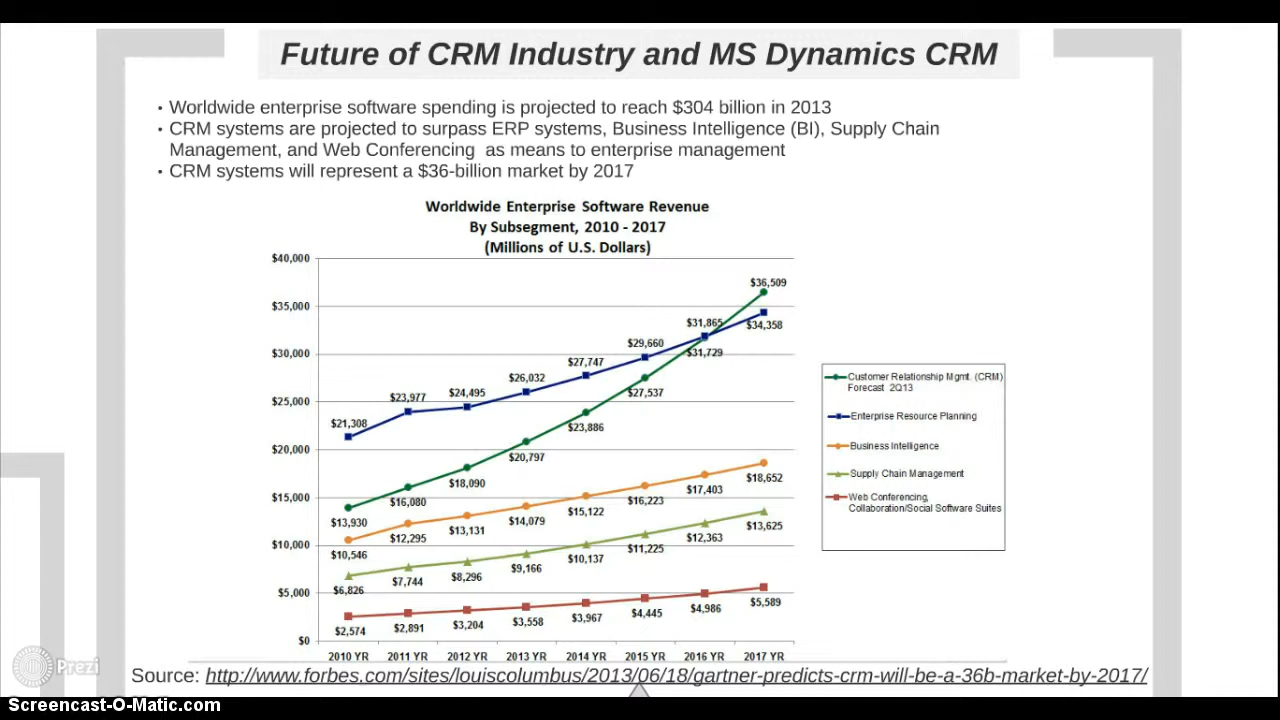 Future of CRM Industry and MS Dynamics CRM
· Worldwide enterprise software spending is projected to reach $304 billion in 2013
· CRM systems are projected to surpass ERP systems, Business Intelligence (BI), Supply Chain
Management, and Web Conferencing as means to enterprise management
· CRM systems will represent a $36-billion market by 2017
Worldwide Enterprise Software Revenue
By Subsegment, 2010 - 2017
(Millions of U.S. Dollars)
$40,000
$35,000
$30,000
$25,000
$20,000
$15,000
$10,000
$5,000
$0
$21,308
$23,977
$24,495
$26,032
$27,747
$29,660
$31,865
$34,358
$13,930
$16,080
$18,090
$20,797
$23,886
$27,537
$31,729
$36,509
$10,546
$12,295
$13,131
$14,079
$15,122
$16,223
$17,403
$18,652
$6,826
$7,744
$8,296
$9,166
$10,137
$11,225
$12,363
$13,625
$2,574
$2,891
$3,204
$3,558
$3,967
$4,445
$4,986
$5,589
2010 YR 2011 YR 2012 YR 2013 YR 2014 YR 2015 YR 2016 YR 2017 YR
Customer Relationship Mgmt. (CRM)
Forecast 2Q13
Enterprise Resource Planning
Business Intelligence
Supply Chain Management
Web Conferencing,
Collaboration/Social Software Suites
Source: http://www.forbes.com/sites/louiscolumbus/2013/06/18/gartner-predicts-crm-will-be-a-36b-market-by-2017/
Prezi
Screencast-O-Matic.com